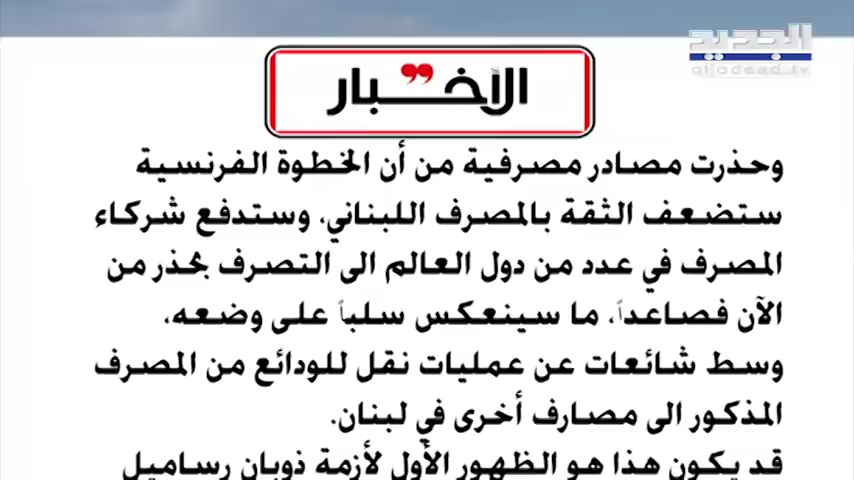 الجديد
aljadeed.tv
الأخبار
وحذرت مصادر مصرفية من أن الخطوة الفرنسية
ستضعف الثقة بالمصرف اللبناني، وستدفع شركاء
المصرف في عدد من دول العالم الى التصرف بحذر من
الآن فصاعداً، ما سينعكس سلباً على وضعه،
وسط شائعات عن عمليات نقل للودائع من المصرف
المذكور الى مصارف أخرى في لبنان.
قد يكون هذا هو الظهور الأول لأزمة ذوبان رساميل